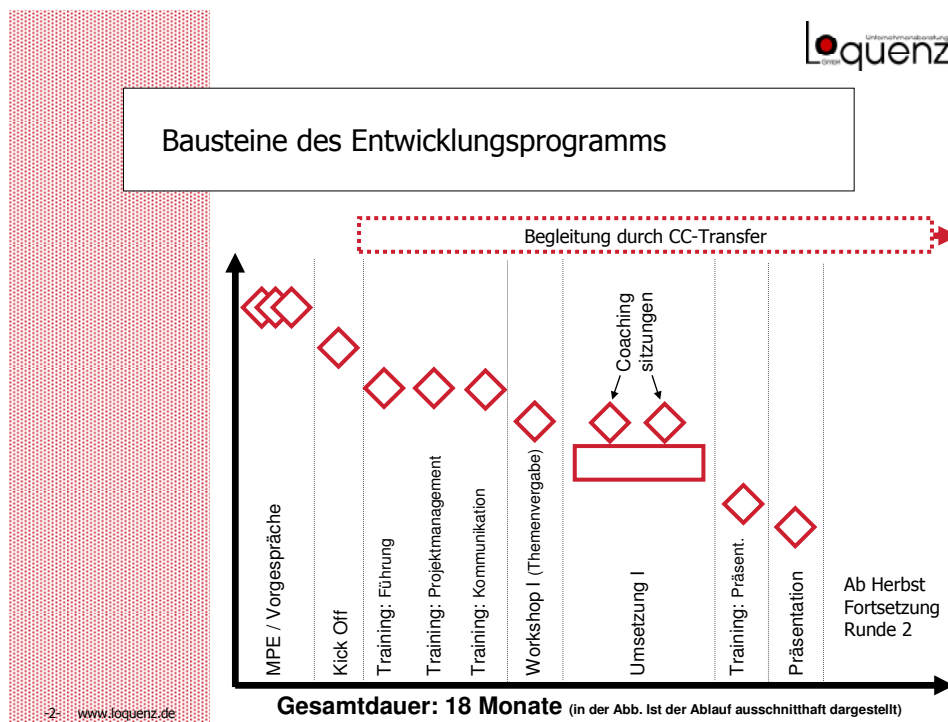 Unternehmensberatung
Loquenz
GmbH
Bausteine des Entwicklungsprogramms
Begleitung durch CC-Transfer
Coaching
sitzungen
MPE / Vorgespräche
Kick Off
Training: Führung
Training: Projektmanagement
Training: Kommunikation
Workshop I (Themenvergabe)
Umsetzung I
Training: Präsent.
Präsentation
Ab Herbst
Fortsetzung
Runde 2
Gesamtdauer: 18 Monate (in der Abb. Ist der Ablauf ausschnitthaft dargestellt)
-2- www.loquenz.de